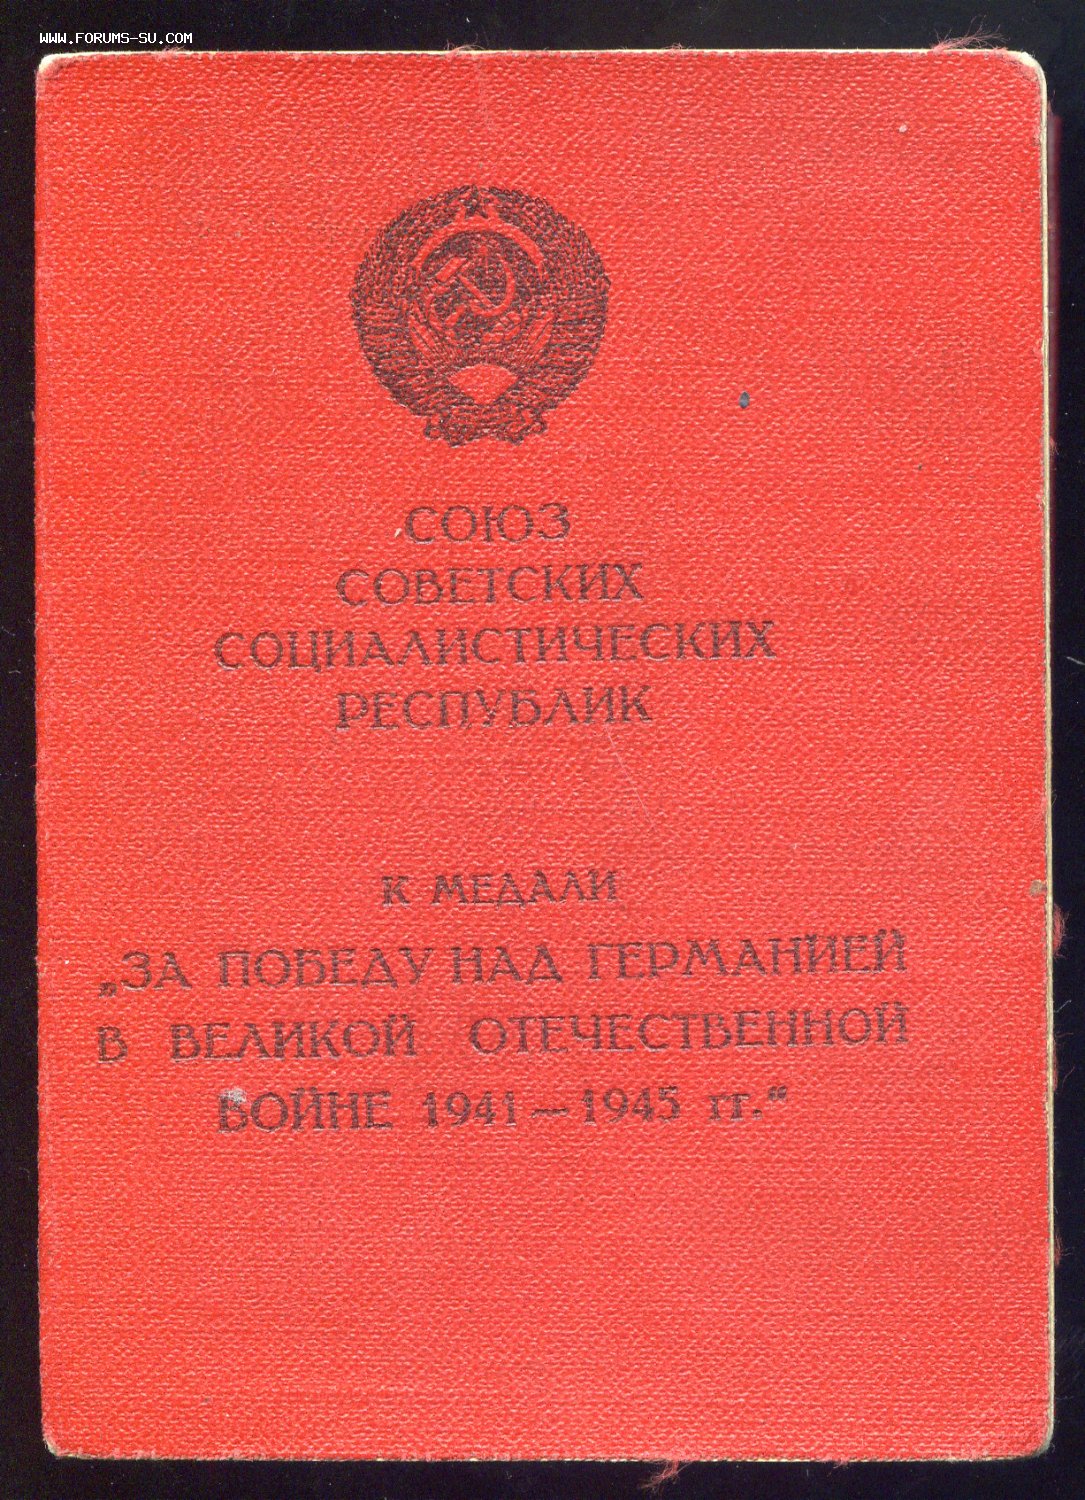 WWW.FORUMS-SU.COM
СОЮЗ
СОВЕТСКИХ
СОЦИАЛИСТИЧЕСКИХ
РЕСПУБЛИК
К МЕДАЛИ
„ЗА ПОБЕДУ НАД ГЕРМАНИЕЙ
В ВЕЛИКОЙ ОТЕЧЕСТВЕННОЙ
ВОЙНЕ 1941—1945 гг.“